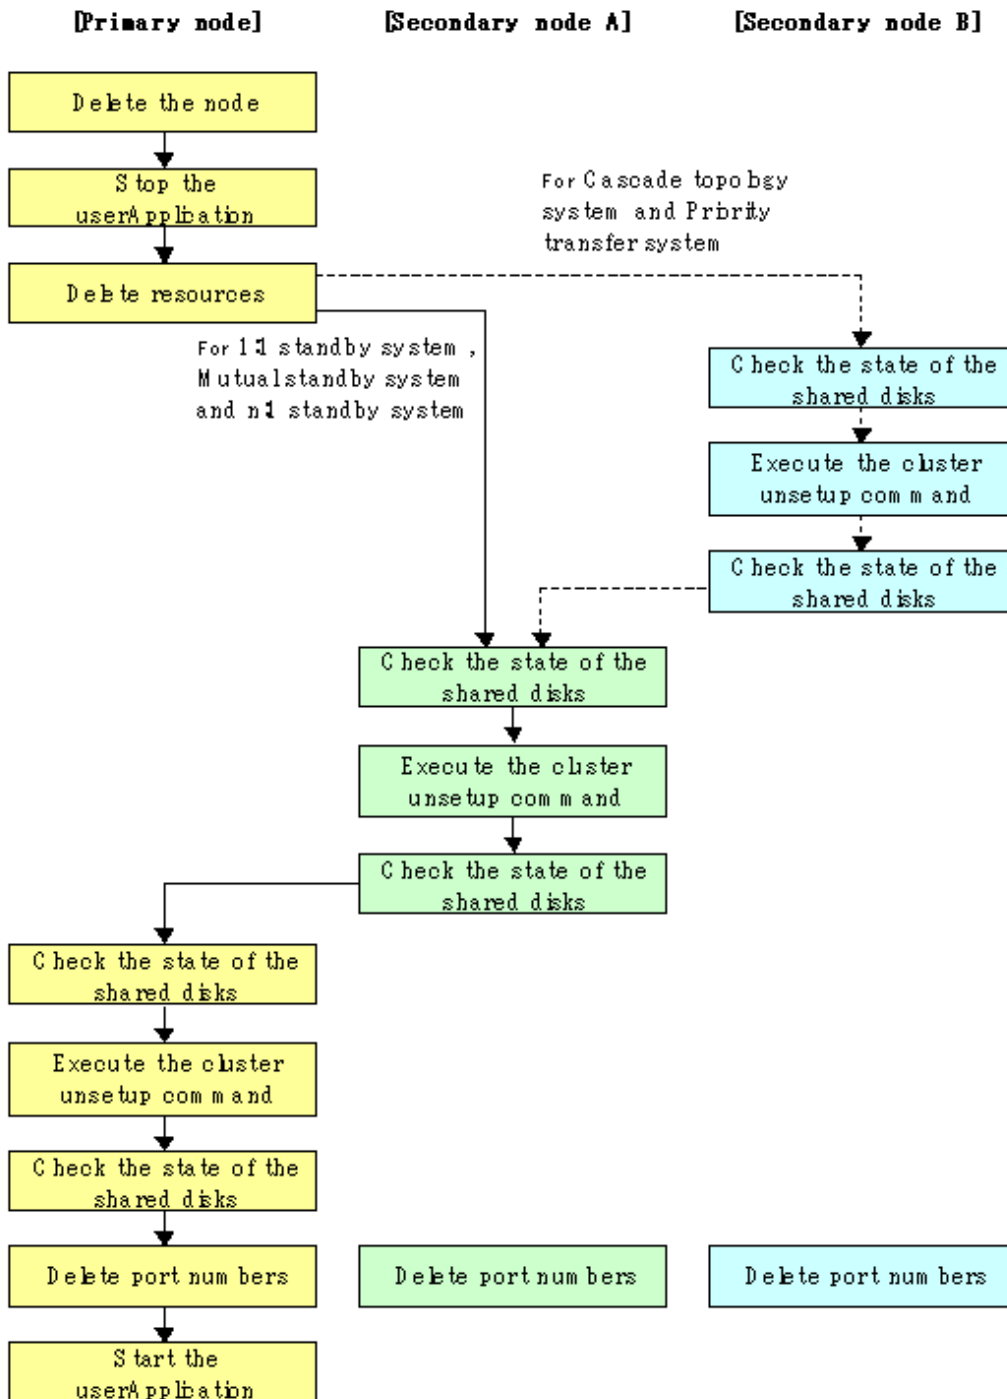 [Primary node]
[Secondary node A]
[Secondary node B]
Delete the node
Stop the
userApplication
For Cascade topology
system and Priority
transfer system
Delete resources
For 1:1 standby system ,
Mutual standby system
and n:1 standby system
Check the state of the
shared disks
Execute the cluster
unsetup command
Check the state of the
shared disks
Check the state of the
shared disks
Execute the cluster
unsetup command
Check the state of the
shared disks
Check the state of the
shared disks
Execute the cluster
unsetup command
Check the state of the
shared disks
Delete port numbers
Delete port numbers
Delete port numbers
Start the
userApplication